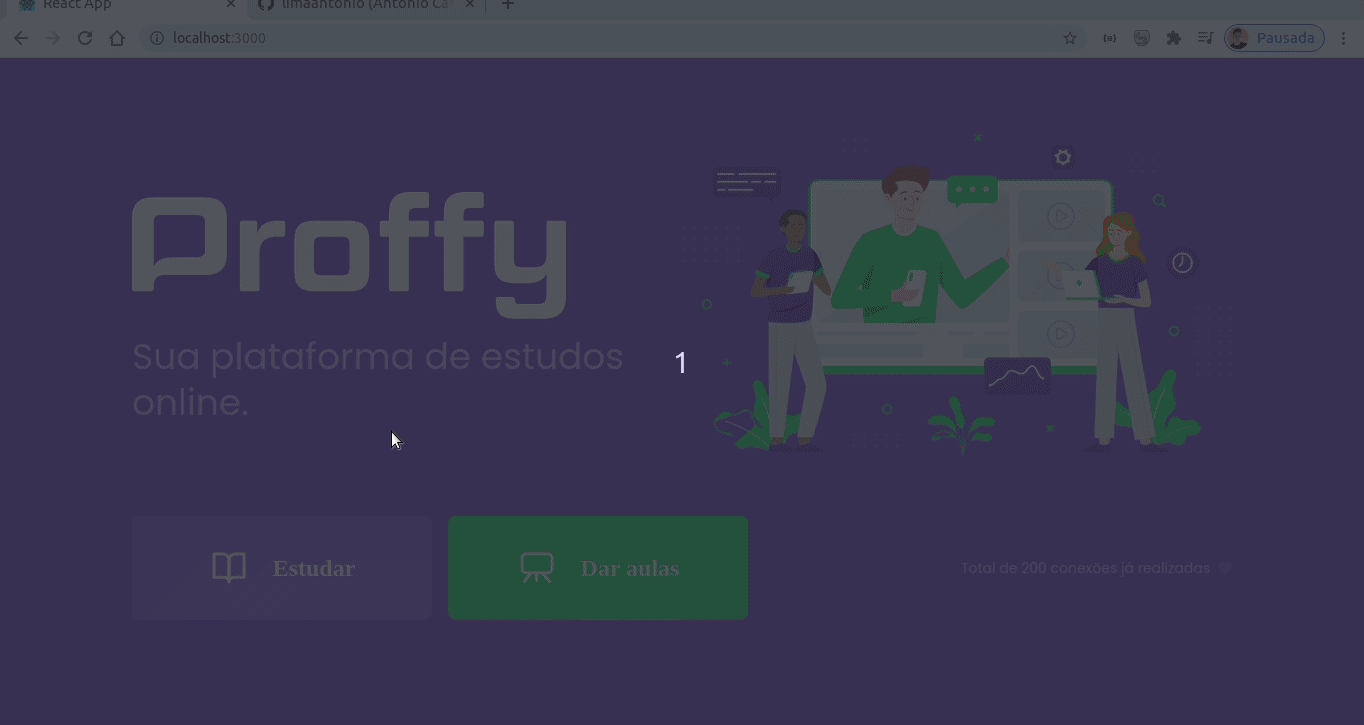 React App
limaantonio (Antonio Ca
localhost:3000
Pausada
Proffy
Sua plataforma de estudos
online.
1
Estudar
Dar aulas
Total de 200 conexões já realizadas